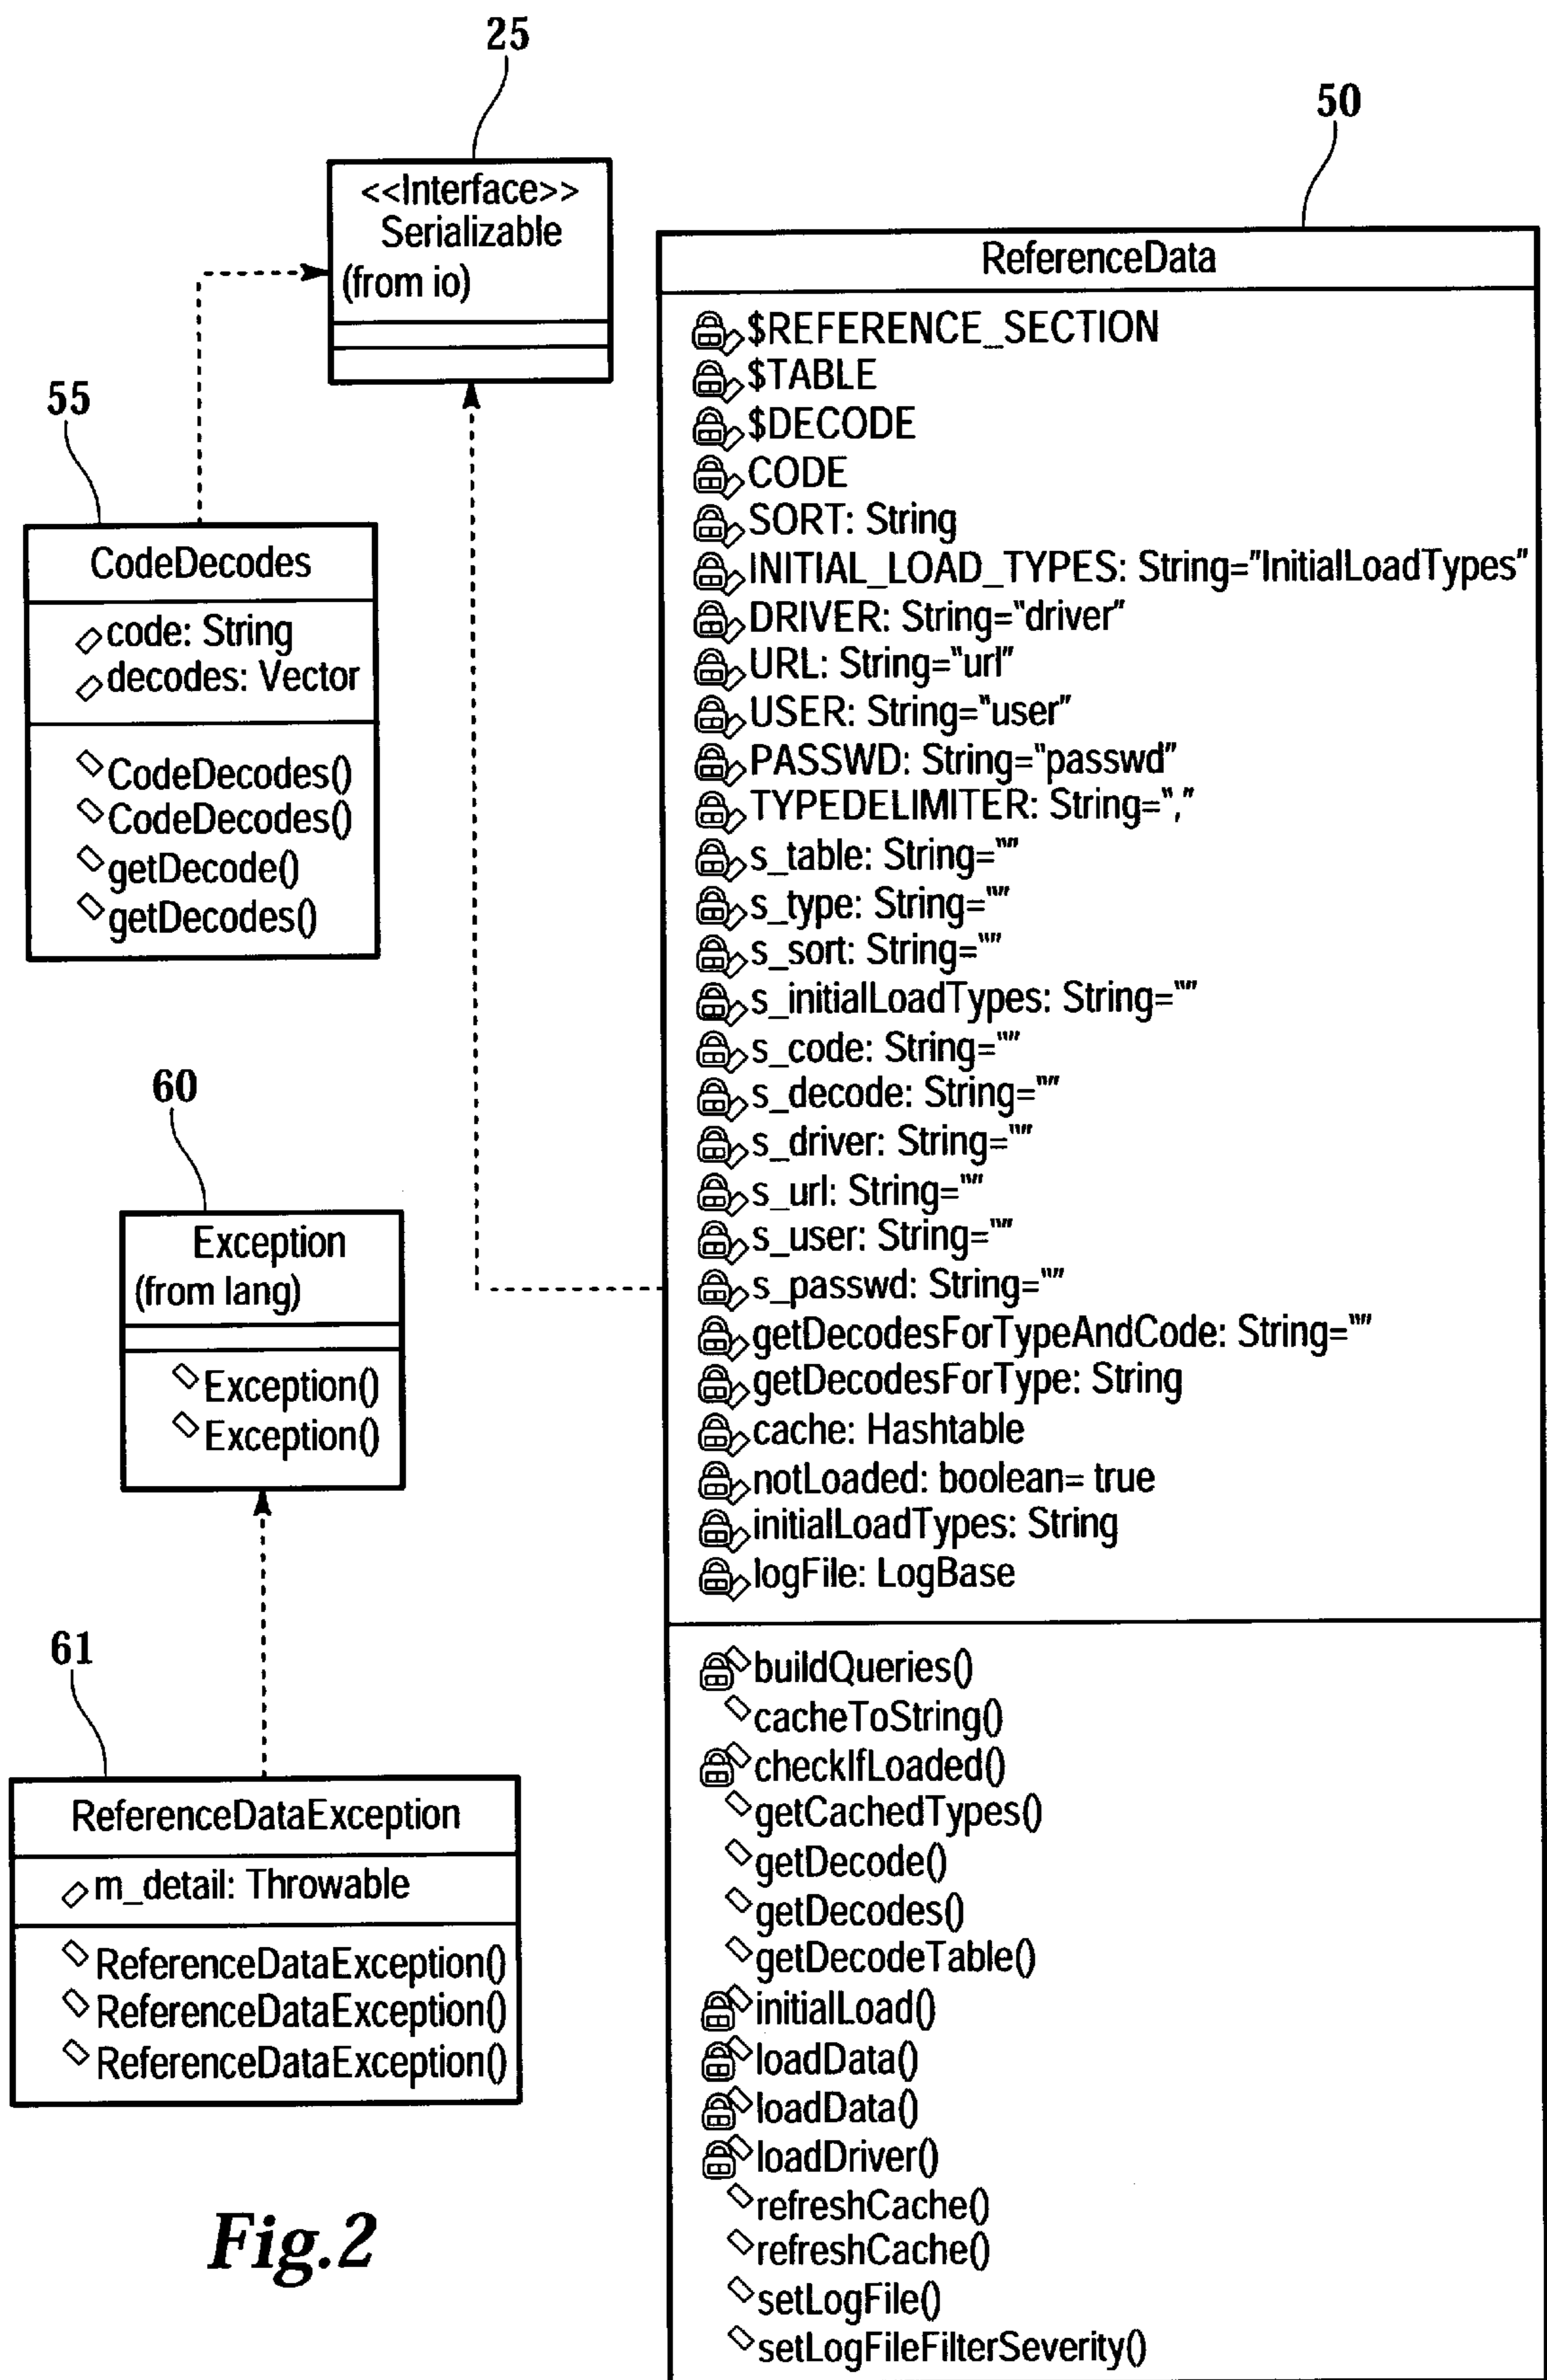 25
<<Interface>>
Serializable
(from io)
55
CodeDecodes
code: String
decodes: Vector
CodeDecodes()
CodeDecodes()
getDecode()
getDecodes()
60
Exception
(from lang)
Exception()
Exception()
61
ReferenceDataException
m_detail: Throwable
ReferenceDataException()
ReferenceDataException()
ReferenceDataException()
50
ReferenceData
$REFERENCE_SECTION
$TABLE
$DECODE
CODE
SORT: String
INITIAL_LOAD_TYPES: String="InitialLoadTypes"
DRIVER: String="driver"
URL: String="url"
USER: String="user"
PASSWD: String="passwd"
TYPEDELIMITER: String=","
s_table: String=""
s_type: String=""
s_sort: String=""
s_initialLoadTypes: String=""
s_code: String=""
s_decode: String=""
s_driver: String=""
s_url: String=""
s_user: String=""
s_passwd: String=""
getDecodesForTypeAndCode: String=""
getDecodesForType: String
cache: Hashtable
notLoaded: boolean= true
initialLoadTypes: String
logFile: LogBase
buildQueries()
cacheToString()
checkIfLoaded()
getCachedTypes()
getDecode()
getDecodes()
getDecodeTable()
initialLoad()
loadData()
loadData()
loadDriver()
refreshCache()
refreshCache()
setLogFile()
setLogFileFilterSeverity()
Fig.2